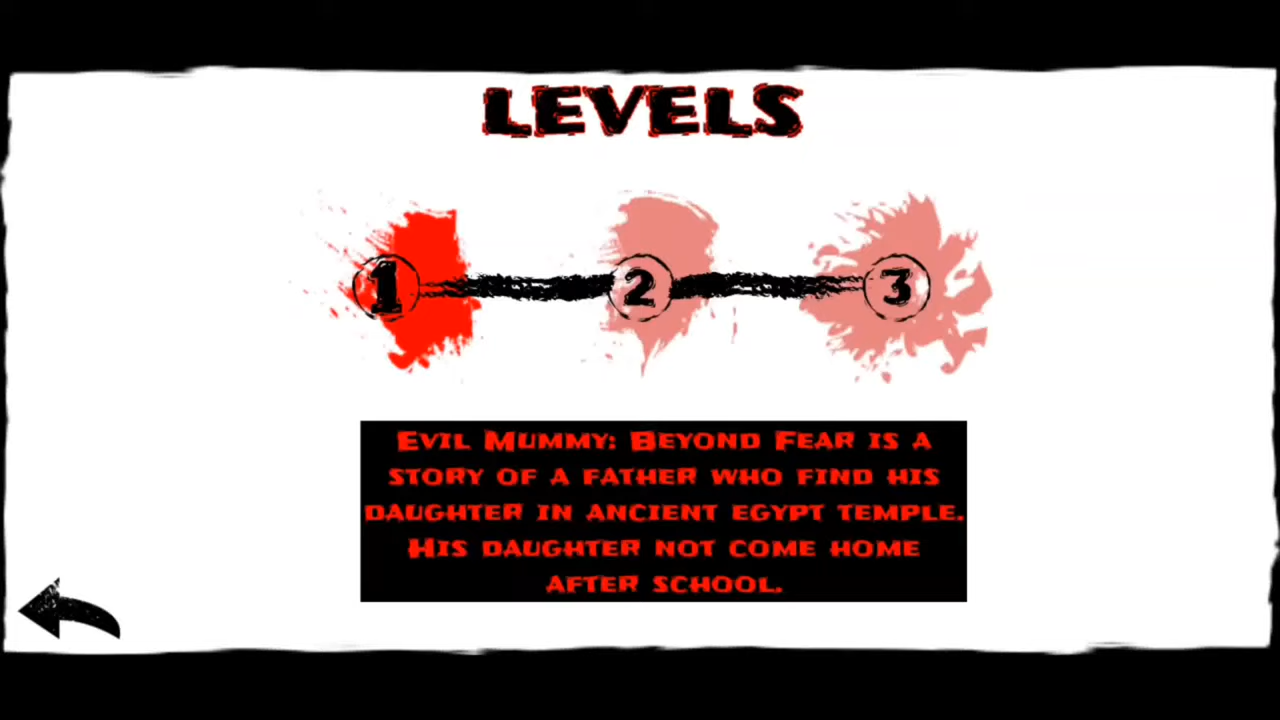 LEVELS
1 2 3
EVIL MUMMY: BEYOND FEAR IS A
STORY OF A FATHER WHO FIND HIS
DAUGHTER IN ANCIENT EGYPT TEMPLE.
HIS DAUGHTER NOT COME HOME
AFTER SCHOOL.